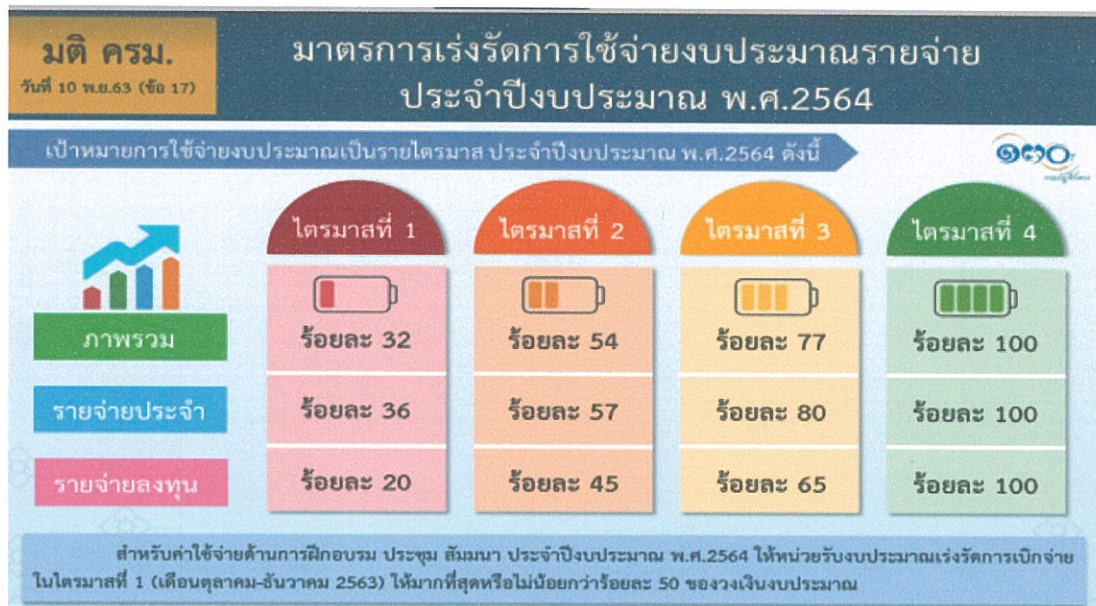 มติ ครม.
วันที่ 10 พ.ย.63 (ข้อ 17)
มาตรการเร่งรัดการใช้จ่ายงบประมาณรายจ่าย
ประจำปีงบประมาณ พ.ศ.2564
เป้าหมายการใช้จ่ายงบประมาณเป็นรายไตรมาส ประจำปีงบประมาณ พ.ศ.2564 ดังนี้
๑๓๐
ไตรมาสที่ 1 ไตรมาสที่ 2 ไตรมาสที่ 3 ไตรมาสที่ 4
ภาพรวม ร้อยละ 32 ร้อยละ 54 ร้อยละ 77 ร้อยละ 100
รายจ่ายประจำ ร้อยละ 36 ร้อยละ 57 ร้อยละ 80 ร้อยละ 100
รายจ่ายลงทุน ร้อยละ 20 ร้อยละ 45 ร้อยละ 65 ร้อยละ 100
สำหรับค่าใช้จ่ายด้านการฝึกอบรม ประชุม สัมมนา ประจำปีงบประมาณ พ.ศ.2564 ให้หน่วยรับงบประมาณเร่งรัดการเบิกจ่าย
ในไตรมาสที่ 1 (เดือนตุลาคม-ธันวาคม 2563) ให้มากที่สุดหรือไม่น้อยกว่าร้อยละ 50 ของวงเงินงบประมาณ